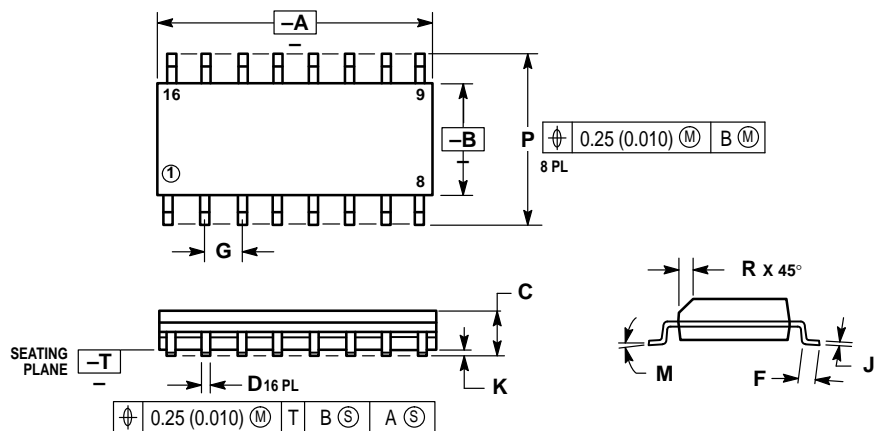 –A
–
16
9
–B
–
P
⌖ 0.25 (0.010) Ⓜ B Ⓜ
8 PL
①
8
G
R X 45°
C
SEATING
PLANE
–T
–
D 16 PL
K
M
F
J
⌖ 0.25 (0.010) Ⓜ T B Ⓢ A Ⓢ